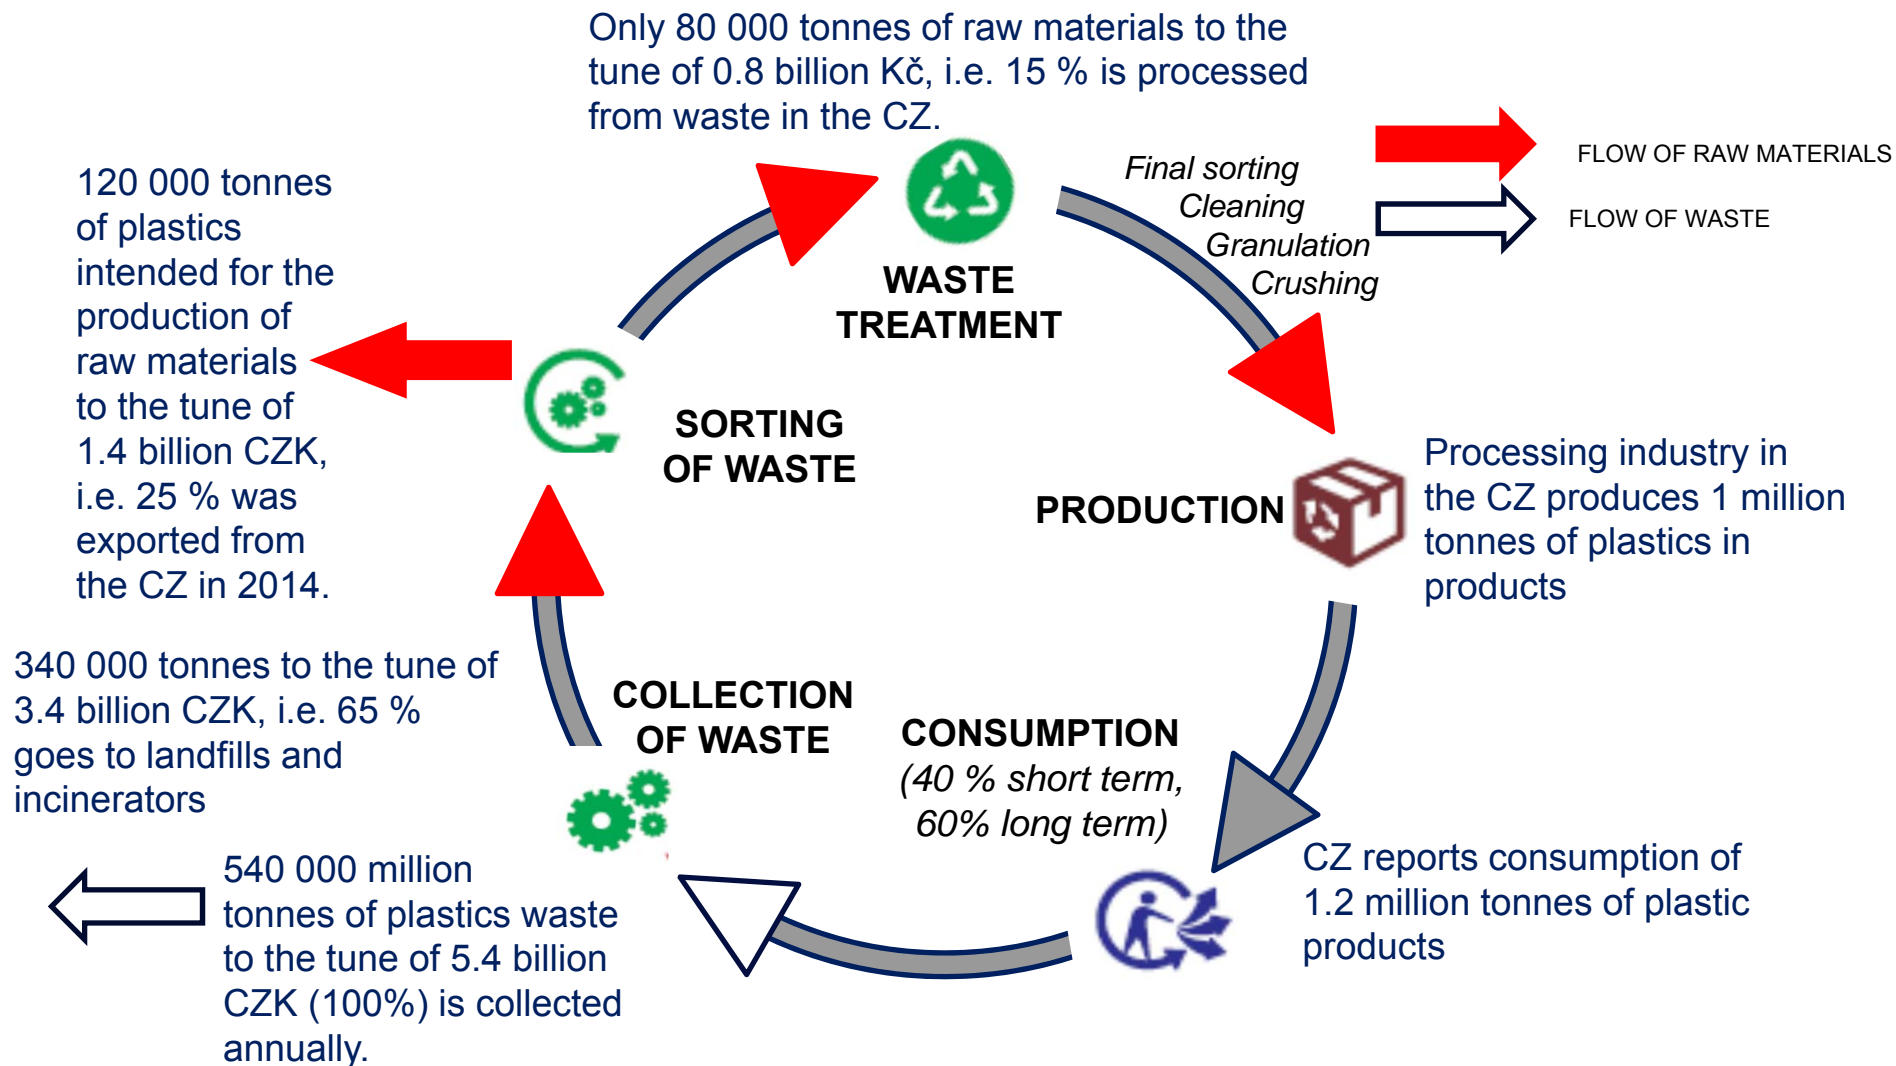 Only 80 000 tonnes of raw materials to the
tune of 0.8 billion Kč, i.e. 15 % is processed
from waste in the CZ.
FLOW OF RAW MATERIALS
FLOW OF WASTE
Final sorting
Cleaning
Granulation
Crushing
120 000 tonnes
of plastics
intended for the
production of
raw materials
to the tune of
1.4 billion CZK,
i.e. 25 % was
exported from
the CZ in 2014.
WASTE
TREATMENT
SORTING
OF WASTE
PRODUCTION
Processing industry in
the CZ produces 1 million
tonnes of plastics in
products
340 000 tonnes to the tune of
3.4 billion CZK, i.e. 65 %
goes to landfills and
incinerators
COLLECTION
OF WASTE
CONSUMPTION
(40 % short term,
60% long term)
CZ reports consumption of
1.2 million tonnes of plastic
products
540 000 million
tonnes of plastics waste
to the tune of 5.4 billion
CZK (100%) is collected
annually.